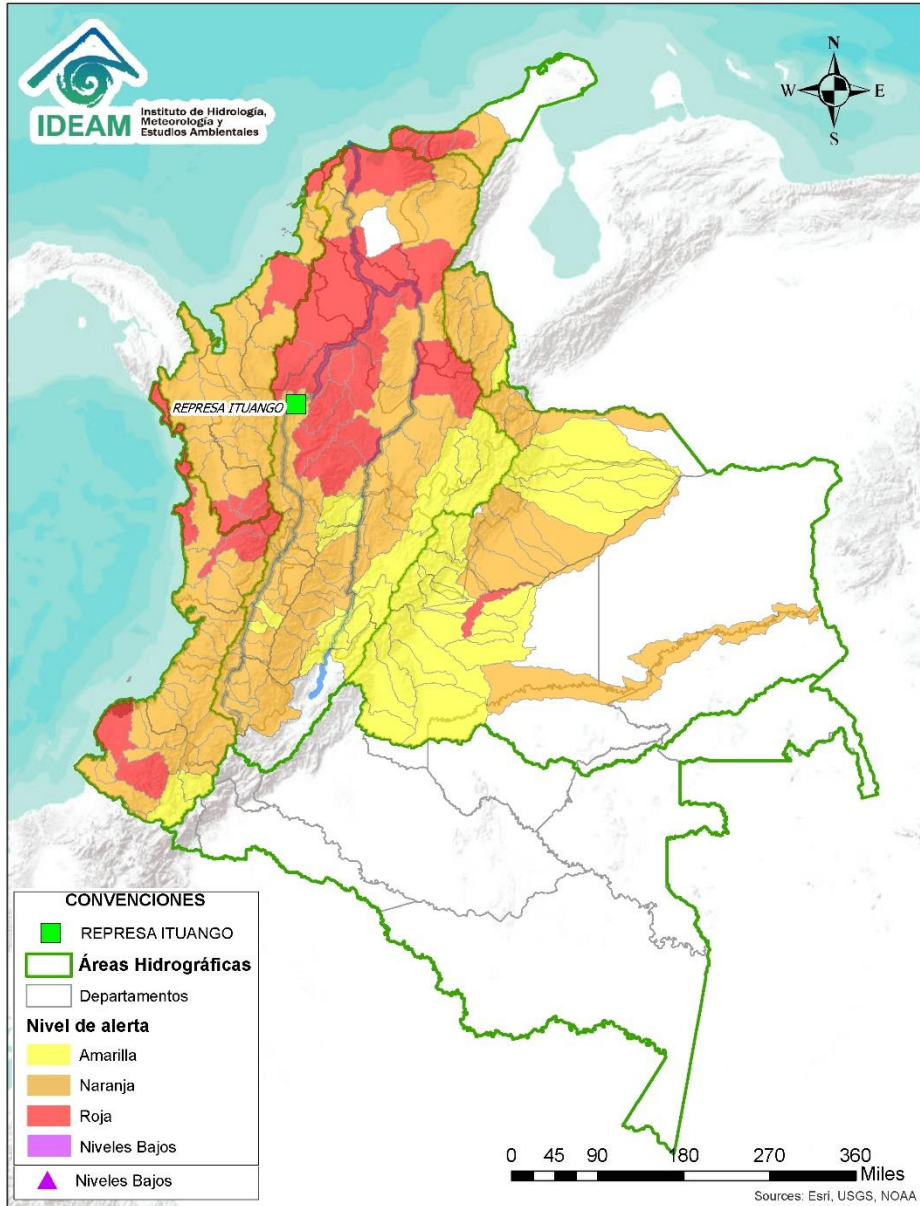 IDEAM
Instituto de Hidrología,
Meteorología y
Estudios Ambientales
N
W
E
S
REPRESA ITUANGO
CONVENCIONES
REPRESA ITUANGO
Áreas Hidrográficas
Departamentos
Nivel de alerta
Amarilla
Naranja
Roja
Niveles Bajos
Niveles Bajos
0 45 90 180 270 360
Miles
Sources: Esri, USGS, NOAA